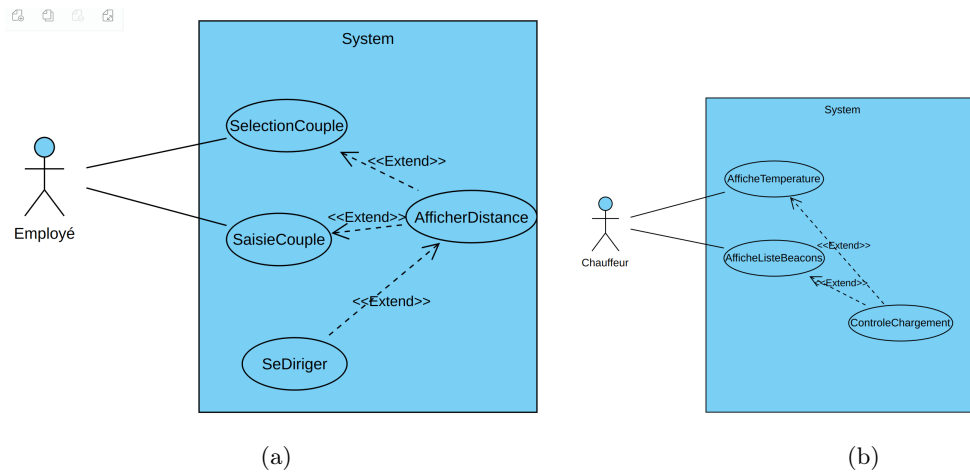 System
SelectionCouple
<<Extend>>
Employé
SaisieCouple
<<Extend>>
AfficherDistance
<<Extend>>
SeDiriger
(a)
System
AfficheTemperature
Chauffeur
<<Extend>>
AfficheListeBeacons
<<Extend>>
ControleChargement
(b)